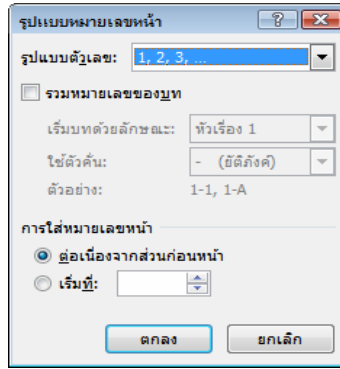 รูปแบบหมายเลขหน้า
รูปแบบตัวเลข: 1, 2, 3, ...
รวมหมายเลขของบท
เริ่มบทด้วยลักษณะ: หัวเรื่อง 1
ใช้ตัวคั่น: - (ยัติภังค์)
ตัวอย่าง: 1-1, 1-A
การใส่หมายเลขหน้า
ต่อเนื่องจากส่วนก่อนหน้า
เริ่มที่:
ตกลง ยกเลิก